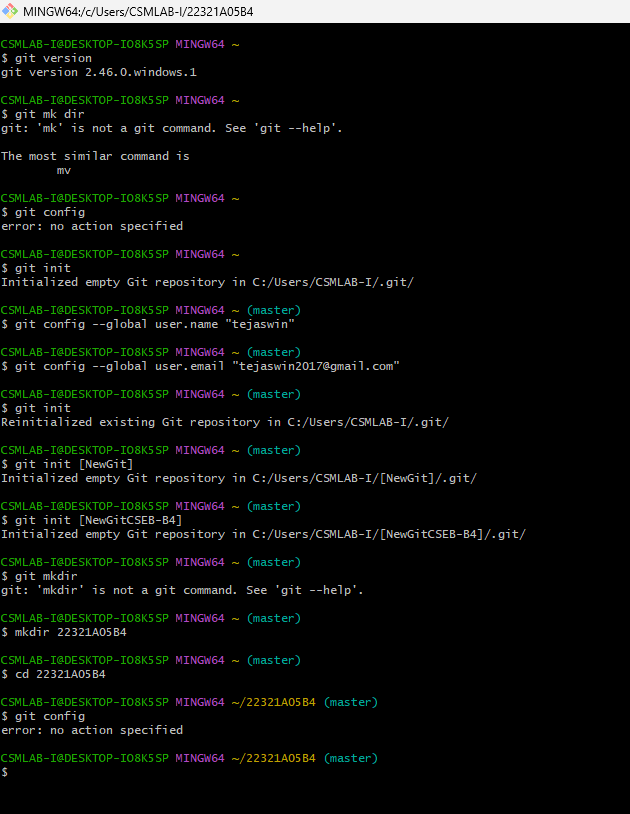 MINGW64:/c/Users/CSMLAB-I/22321A05B4
CSMLAB-I@DESKTOP-IO8K5SP MINGW64 ~
$ git version
git version 2.46.0.windows.1
CSMLAB-I@DESKTOP-IO8K5SP MINGW64 ~
$ git mk dir
git: 'mk' is not a git command. See 'git --help'.
The most similar command is
mv
CSMLAB-I@DESKTOP-IO8K5SP MINGW64 ~
$ git config
error: no action specified
CSMLAB-I@DESKTOP-IO8K5SP MINGW64 ~
$ git init
Initialized empty Git repository in C:/Users/CSMLAB-I/.git/
CSMLAB-I@DESKTOP-IO8K5SP MINGW64 ~ (master)
$ git config --global user.name "tejaswin"
CSMLAB-I@DESKTOP-IO8K5SP MINGW64 ~ (master)
$ git config --global user.email "tejaswin2017@gmail.com"
CSMLAB-I@DESKTOP-IO8K5SP MINGW64 ~ (master)
$ git init
Reinitialized existing Git repository in C:/Users/CSMLAB-I/.git/
CSMLAB-I@DESKTOP-IO8K5SP MINGW64 ~ (master)
$ git init [NewGit]
Initialized empty Git repository in C:/Users/CSMLAB-I/[NewGit]/.git/
CSMLAB-I@DESKTOP-IO8K5SP MINGW64 ~ (master)
$ git init [NewGitCSEB-B4]
Initialized empty Git repository in C:/Users/CSMLAB-I/[NewGitCSEB-B4]/.git/
CSMLAB-I@DESKTOP-IO8K5SP MINGW64 ~ (master)
$ git mkdir
git: 'mkdir' is not a git command. See 'git --help'.
CSMLAB-I@DESKTOP-IO8K5SP MINGW64 ~ (master)
$ mkdir 22321A05B4
CSMLAB-I@DESKTOP-IO8K5SP MINGW64 ~ (master)
$ cd 22321A05B4
CSMLAB-I@DESKTOP-IO8K5SP MINGW64 ~/22321A05B4 (master)
$ git config
error: no action specified
CSMLAB-I@DESKTOP-IO8K5SP MINGW64 ~/22321A05B4 (master)
$